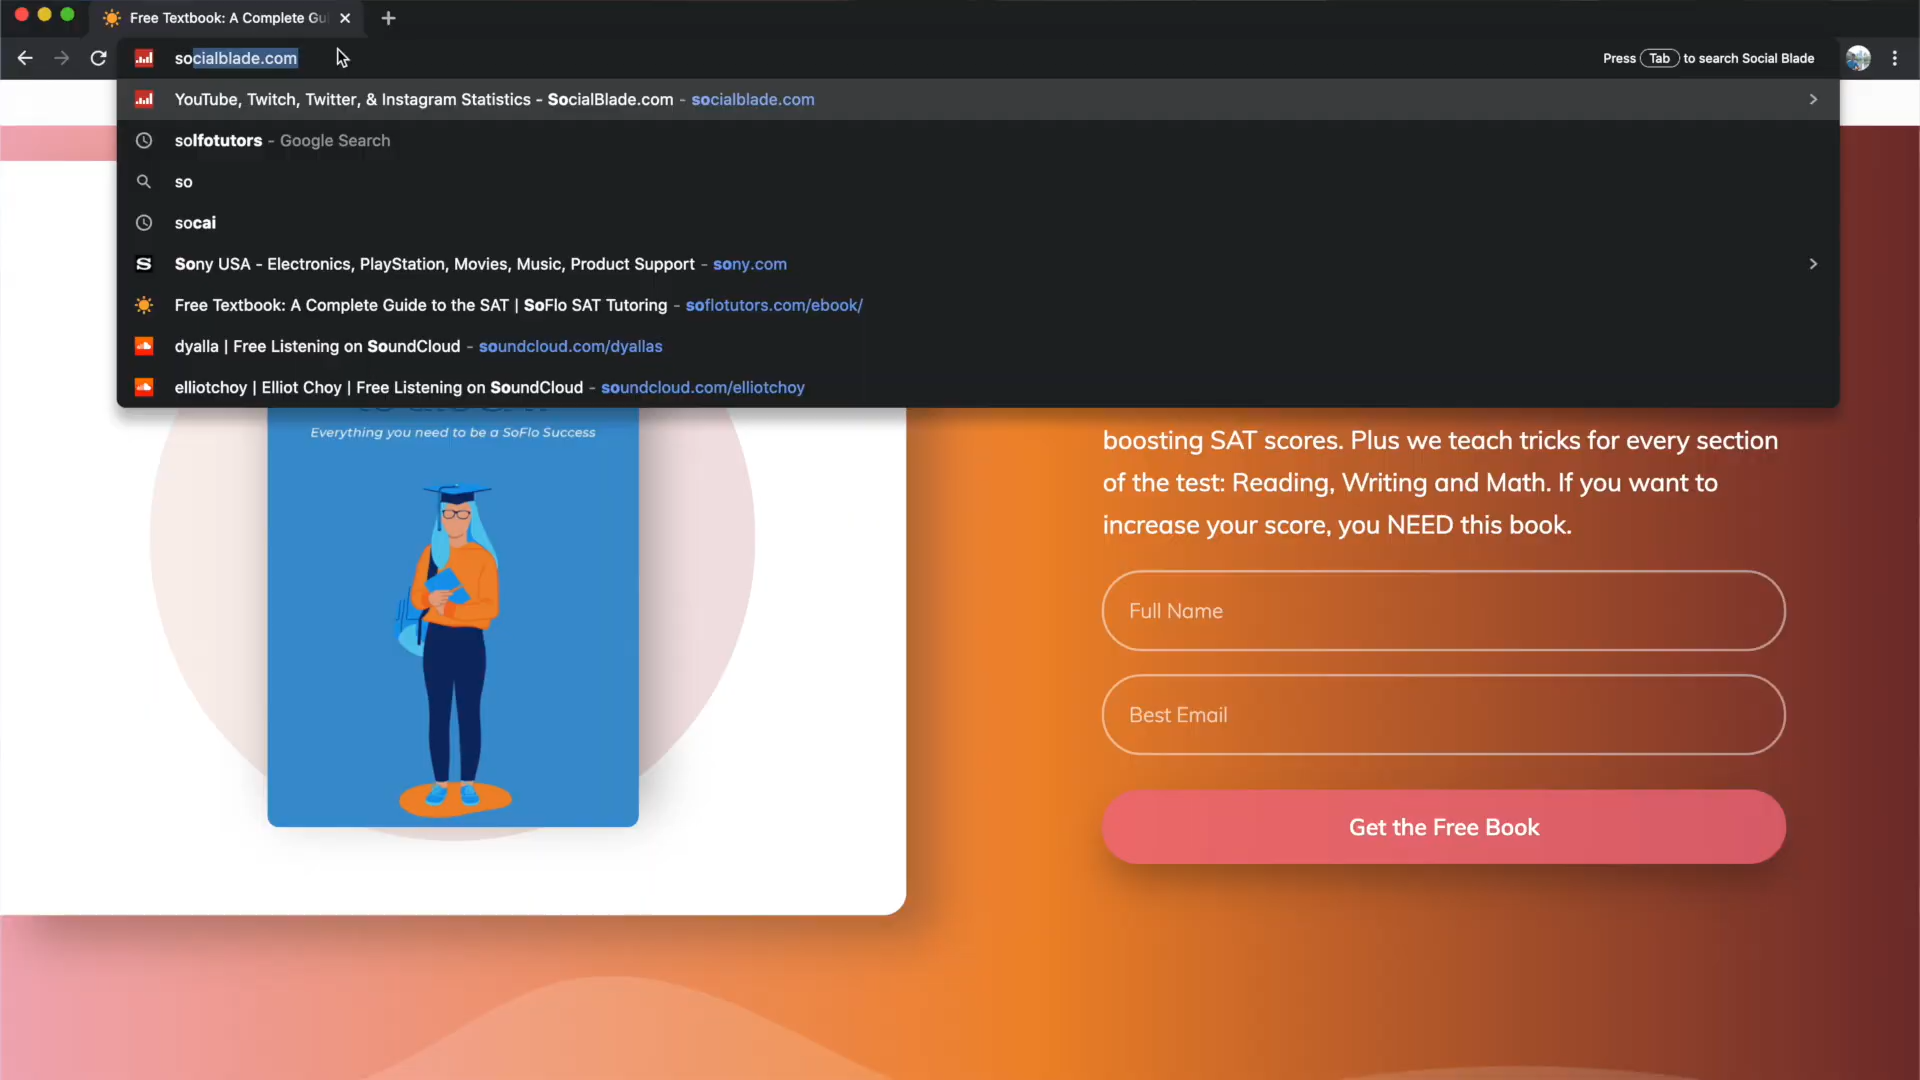 Free Textbook: A Complete Gu
socialblade.com
Press Tab to search Social Blade
YouTube, Twitch, Twitter, & Instagram Statistics - SocialBlade.com - socialblade.com
solfotutors - Google Search
so
socai
Sony USA - Electronics, PlayStation, Movies, Music, Product Support - sony.com
Free Textbook: A Complete Guide to the SAT | SoFlo SAT Tutoring - soflotutors.com/ebook/
dyalla | Free Listening on SoundCloud - soundcloud.com/dyallas
elliotchoy | Elliot Choy | Free Listening on SoundCloud - soundcloud.com/elliotchoy
Everything you need to be a SoFlo Success
boosting SAT scores. Plus we teach tricks for every section
of the test: Reading, Writing and Math. If you want to
increase your score, you NEED this book.
Full Name
Best Email
Get the Free Book